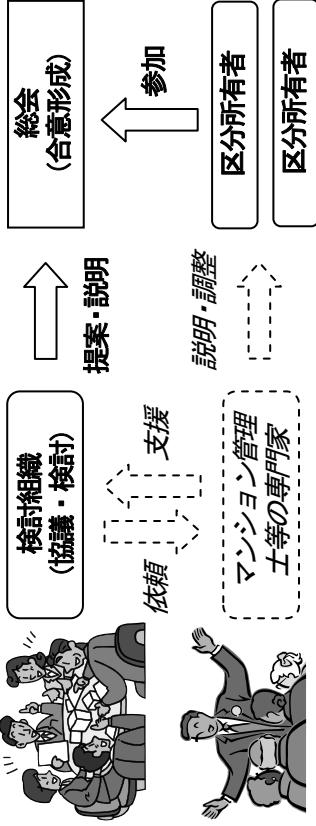 検討組織
(協議・検討)
提案・説明
総会
(合意形成)
依頼
支援
参加
マンション管理
士等の専門家
説明・調整
区分所有者
区分所有者